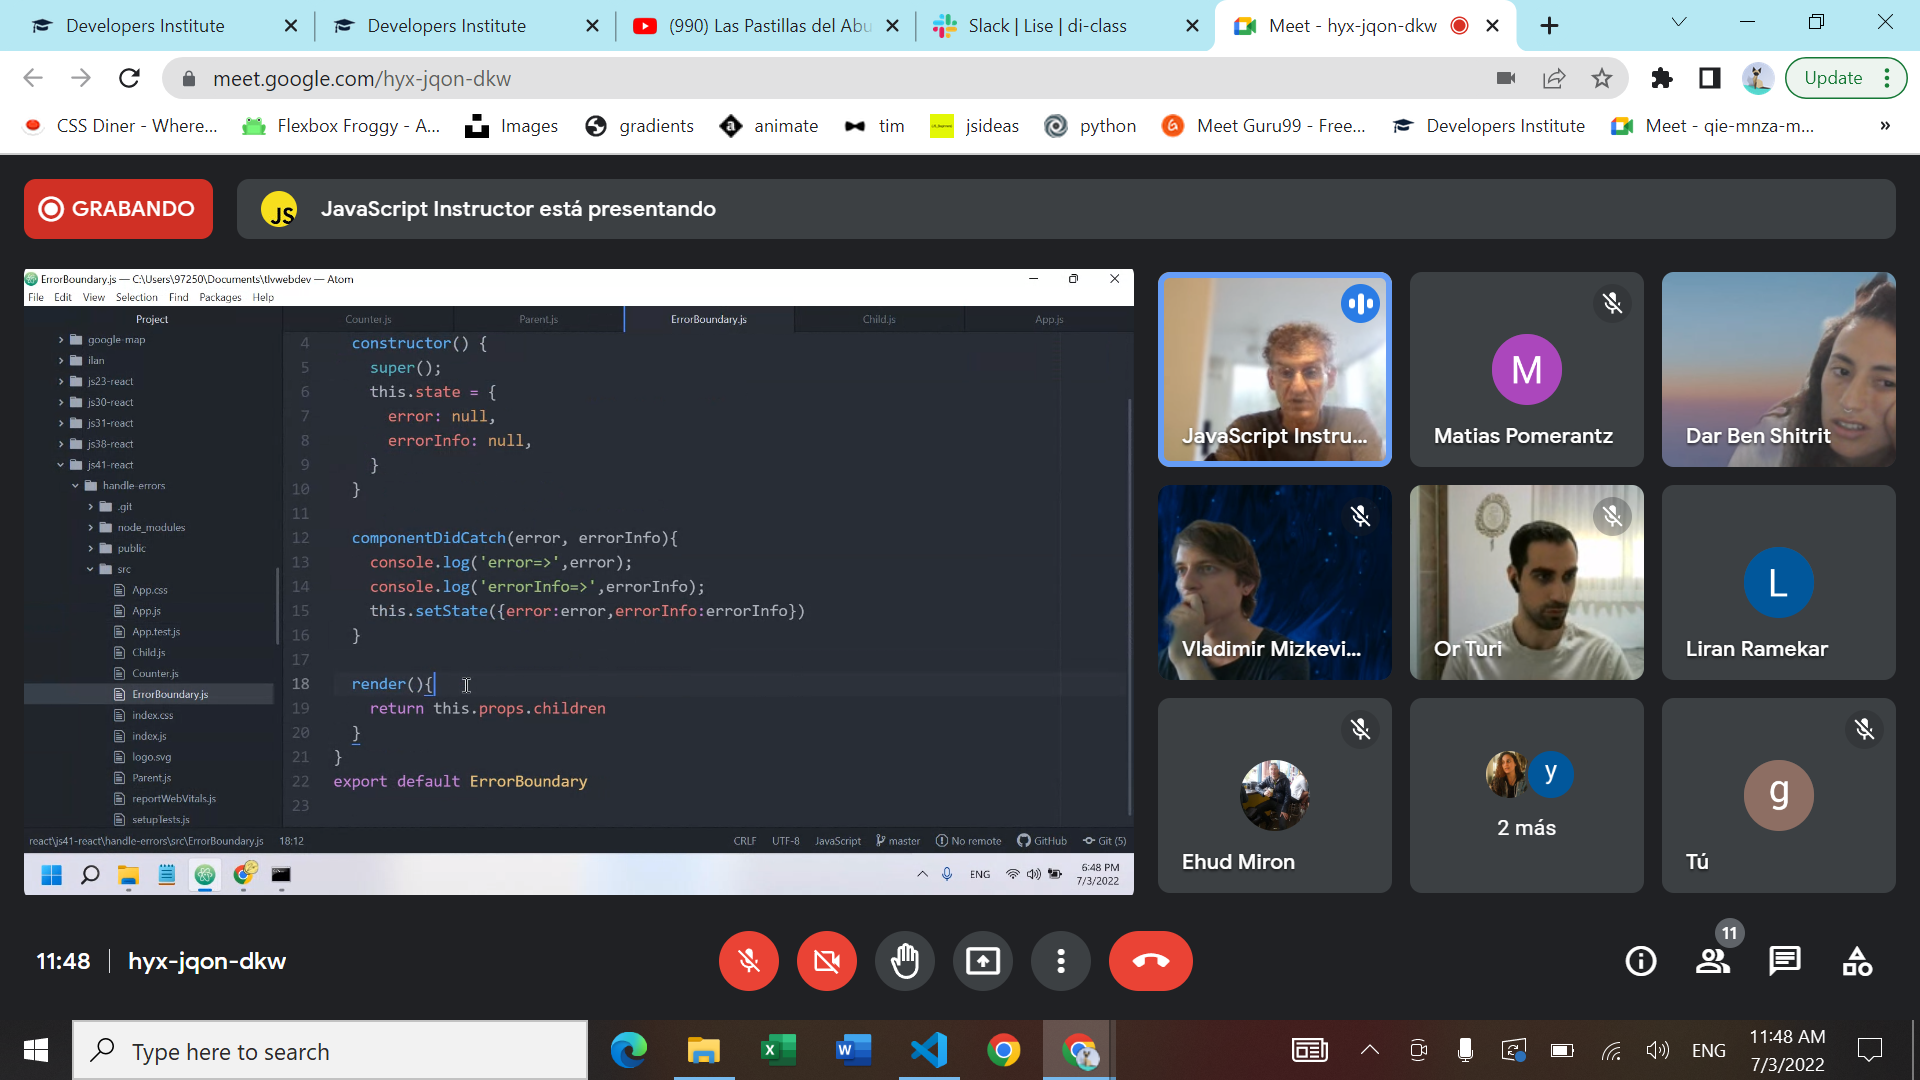 Developers Institute
Developers Institute
(990) Las Pastillas del Abu
Slack | Lise | di-class
Meet - hyx-jqon-dkw
meet.google.com/hyx-jqon-dkw
Update
CSS Diner - Where...
Flexbox Froggy - A...
Images
gradients
animate
tim
jsideas
python
Meet Guru99 - Free...
Developers Institute
Meet - qie-mnza-m...
»
GRABANDO
JS
JavaScript Instructor está presentando
ErrorBoundary.js — C:\Users\97250\Documents\tlvwebdev — Atom
File Edit View Selection Find Packages Help
Project
Counter.js
Parent.js
ErrorBoundary.js
Child.js
App.js
google-map
ilan
js23-react
js30-react
js31-react
js38-react
js41-react
handle-errors
.git
node_modules
public
src
App.css
App.js
App.test.js
Child.js
Counter.js
ErrorBoundary.js
index.css
index.js
logo.svg
Parent.js
reportWebVitals.js
setupTests.js
4 constructor() {
5 super();
6 this.state = {
7 error: null,
8 errorInfo: null,
9 }
10 }
11
12 componentDidCatch(error, errorInfo){
13 console.log('error=>',error);
14 console.log('errorInfo=>',errorInfo);
15 this.setState({error:error,errorInfo:errorInfo})
16 }
17
18 render(){
19 return this.props.children
20 }
21 }
22 export default ErrorBoundary
23
react\js41-react\handle-errors\src\ErrorBoundary.js 18:12
CRLF UTF-8 JavaScript master No remote GitHub Git (5)
ENG
6:48 PM
7/3/2022
JavaScript Instru...
M
Matias Pomerantz
Dar Ben Shitrit
Vladimir Mizkevi...
Or Turi
L
Liran Ramekar
Ehud Miron
y
2 más
g
Tú
11:48 | hyx-jqon-dkw
11
Type here to search
ENG
11:48 AM
7/3/2022